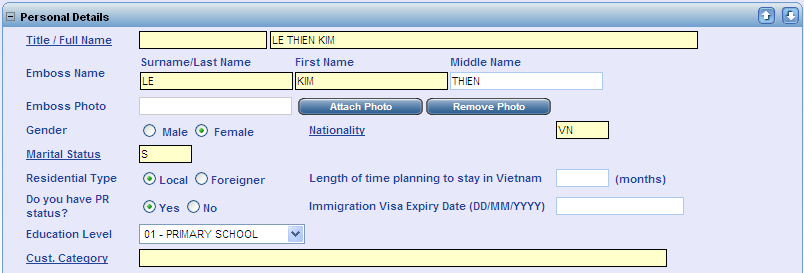 Personal Details
Title / Full Name LE THIEN KIM
Surname/Last Name First Name Middle Name
Emboss Name LE KIM THIEN
Emboss Photo Attach Photo Remove Photo
Gender Male Female Nationality VN
Marital Status S
Residential Type Local Foreigner Length of time planning to stay in Vietnam (months)
Do you have PR status? Yes No Immigration Visa Expiry Date (DD/MM/YYYY)
Education Level 01 - PRIMARY SCHOOL
Cust. Category